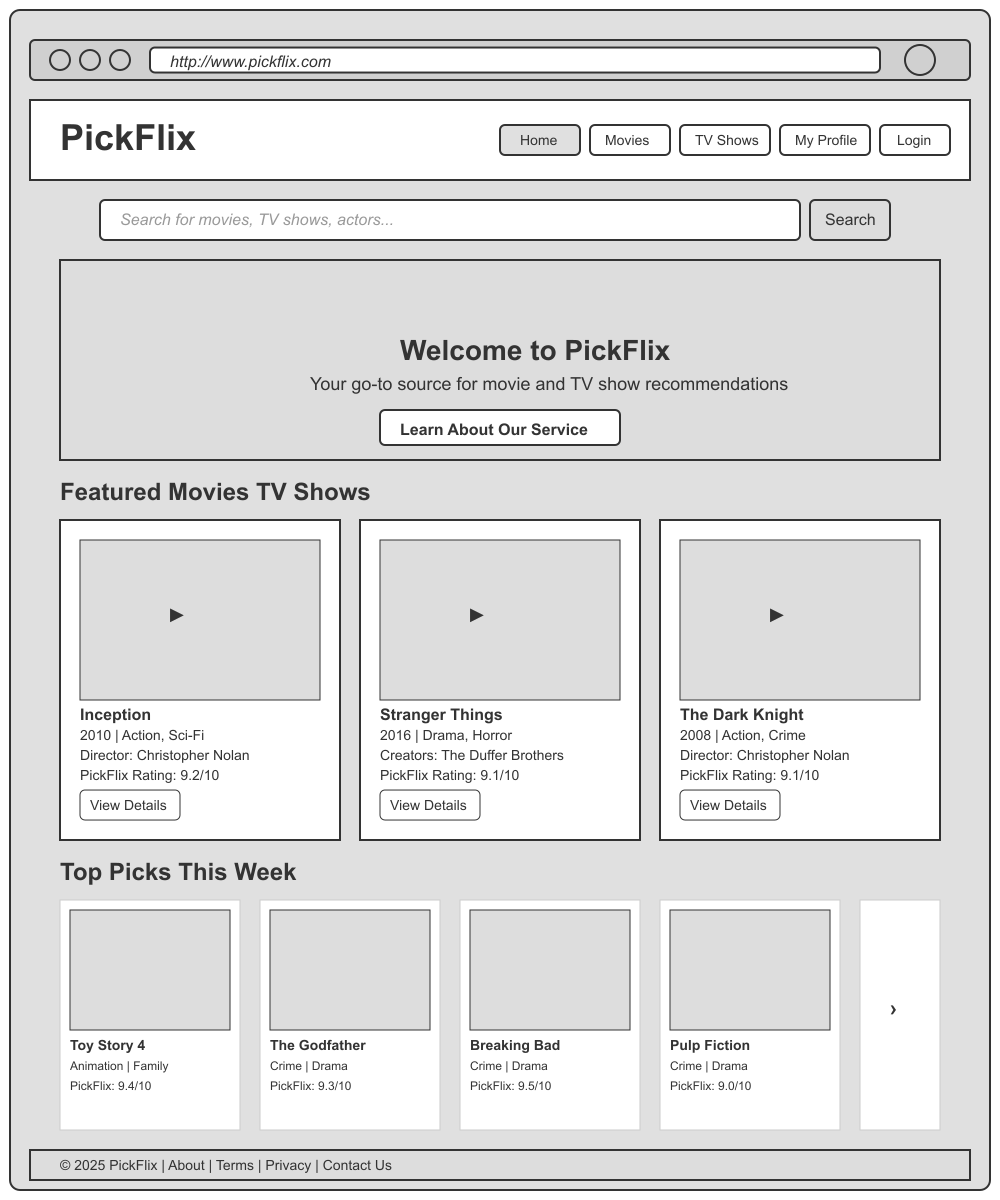 http://www.pickflix.com
PickFlix
Home
Movies
TV Shows
My Profile
Login
Search for movies, TV shows, actors...
Search
Welcome to PickFlix
Your go-to source for movie and TV show recommendations
Learn About Our Service
Featured Movies TV Shows
Inception
2010 | Action, Sci-Fi
Director: Christopher Nolan
PickFlix Rating: 9.2/10
View Details
Stranger Things
2016 | Drama, Horror
Creators: The Duffer Brothers
PickFlix Rating: 9.1/10
View Details
The Dark Knight
2008 | Action, Crime
Director: Christopher Nolan
PickFlix Rating: 9.1/10
View Details
Top Picks This Week
Toy Story 4
Animation | Family
PickFlix: 9.4/10
The Godfather
Crime | Drama
PickFlix: 9.3/10
Breaking Bad
Crime | Drama
PickFlix: 9.5/10
Pulp Fiction
Crime | Drama
PickFlix: 9.0/10
›
© 2025 PickFlix | About | Terms | Privacy | Contact Us